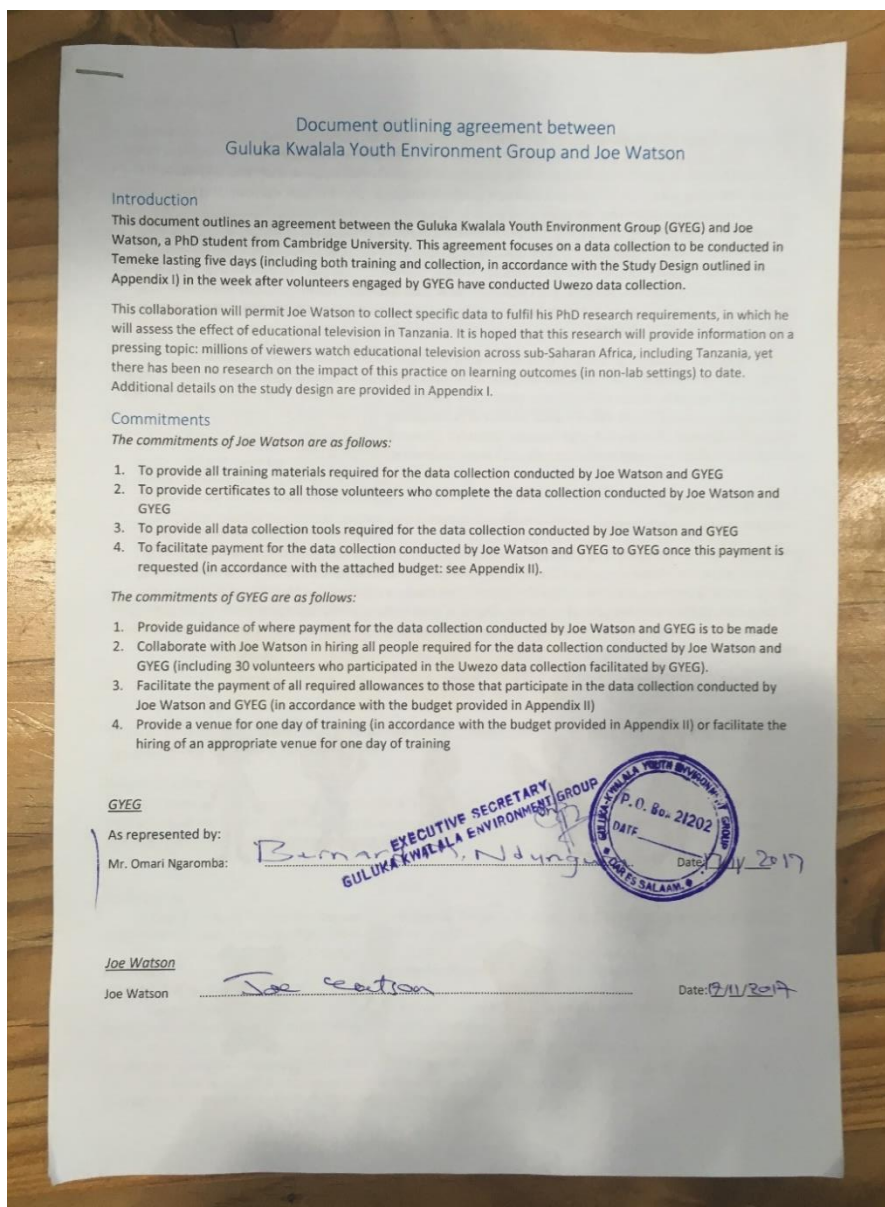 Document outlining agreement between
Guluka Kwalala Youth Environment Group and Joe Watson
Introduction
This document outlines an agreement between the Guluka Kwalala Youth Environment Group (GYEG) and Joe
Watson, a PhD student from Cambridge University. This agreement focuses on a data collection to be conducted in
Temeke lasting five days (including both training and collection, in accordance with the Study Design outlined in
Appendix I) in the week after volunteers engaged by GYEG have conducted Uwezo data collection.
This collaboration will permit Joe Watson to collect specific data to fulfil his PhD research requirements, in which he
will assess the effect of educational television in Tanzania. It is hoped that this research will provide information on a
pressing topic: millions of viewers watch educational television across sub-Saharan Africa, including Tanzania, yet
there has been no research on the impact of this practice on learning outcomes (in non-lab settings) to date.
Additional details on the study design are provided in Appendix I.
Commitments
The commitments of Joe Watson are as follows:
1. To provide all training materials required for the data collection conducted by Joe Watson and GYEG
2. To provide certificates to all those volunteers who complete the data collection conducted by Joe Watson and
GYEG
3. To provide all data collection tools required for the data collection conducted by Joe Watson and GYEG
4. To facilitate payment for the data collection conducted by Joe Watson and GYEG to GYEG once this payment is
requested (in accordance with the attached budget: see Appendix II).
The commitments of GYEG are as follows:
1. Provide guidance of where payment for the data collection conducted by Joe Watson and GYEG is to be made
2. Collaborate with Joe Watson in hiring all people required for the data collection conducted by Joe Watson and
GYEG (including 30 volunteers who participated in the Uwezo data collection facilitated by GYEG).
3. Facilitate the payment of all required allowances to those that participate in the data collection conducted by
Joe Watson and GYEG (in accordance with the budget provided in Appendix II)
4. Provide a venue for one day of training (in accordance with the budget provided in Appendix II) or facilitate the
hiring of an appropriate venue for one day of training
GYEG
As represented by:
EXECUTIVE SECRETARY
GULUKA KWALALA ENVIRONMENT GROUP
GULUKA-KWALALA YOUTH ENVIRONMENT GROUP
P.O. Box 21202
DATE
DAR ES SALAAM.
Mr. Omari Ngaromba: Date: 2017
Joe Watson
Joe Watson Joe Watson Date: /11/2017